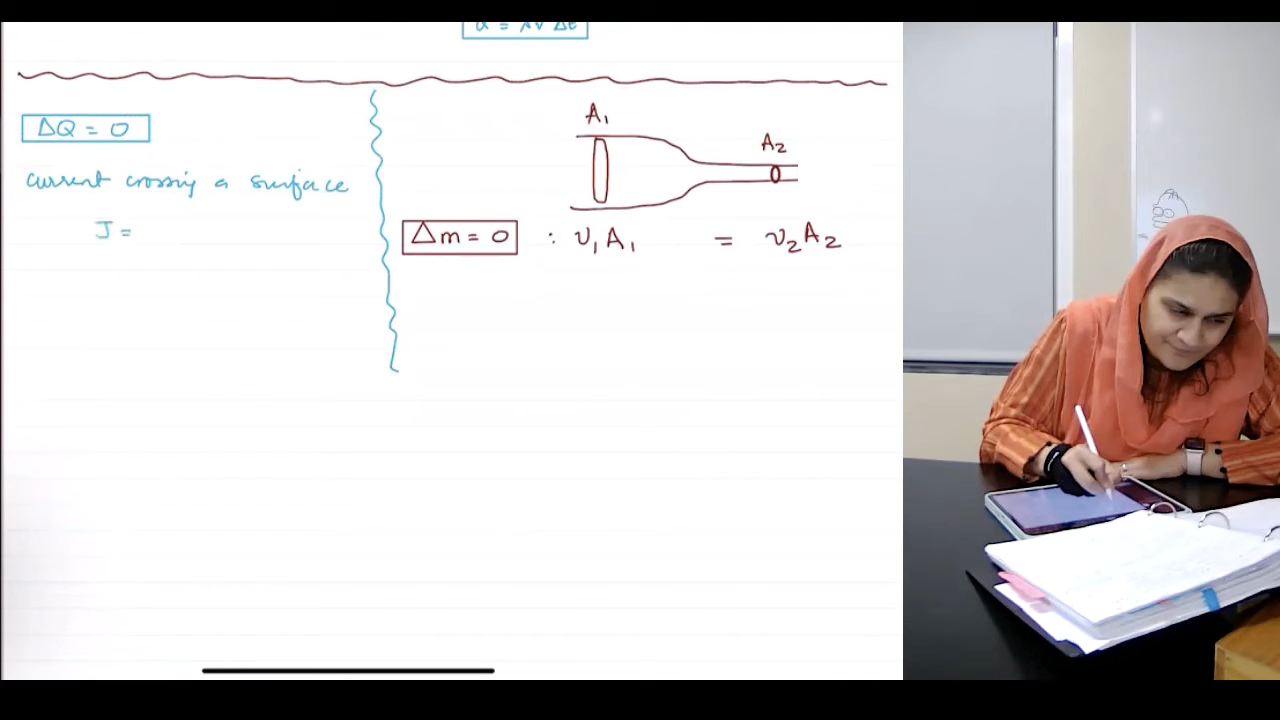 ΔQ = 0
current crossing a surface
J =
A₁
A₂
Δm = 0 : v₁A₁ = v₂A₂